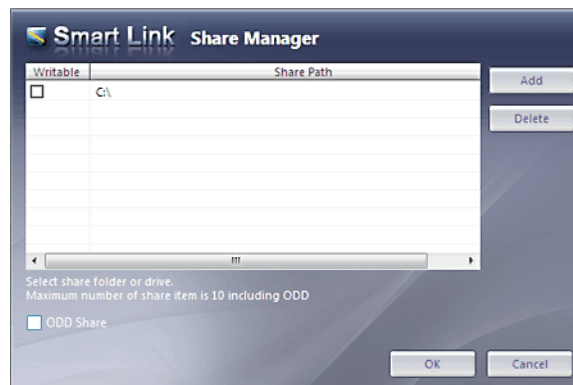 Smart Link Share Manager
Writable Share Path
C:\
Add
Delete
Select share folder or drive.
Maximum number of share item is 10 including ODD
ODD Share
OK Cancel